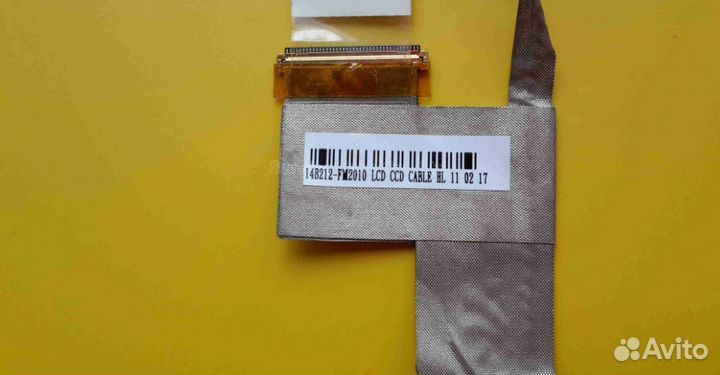 14B212-FM2010 LCD CCD CABLE HL 11 02 17
Avito